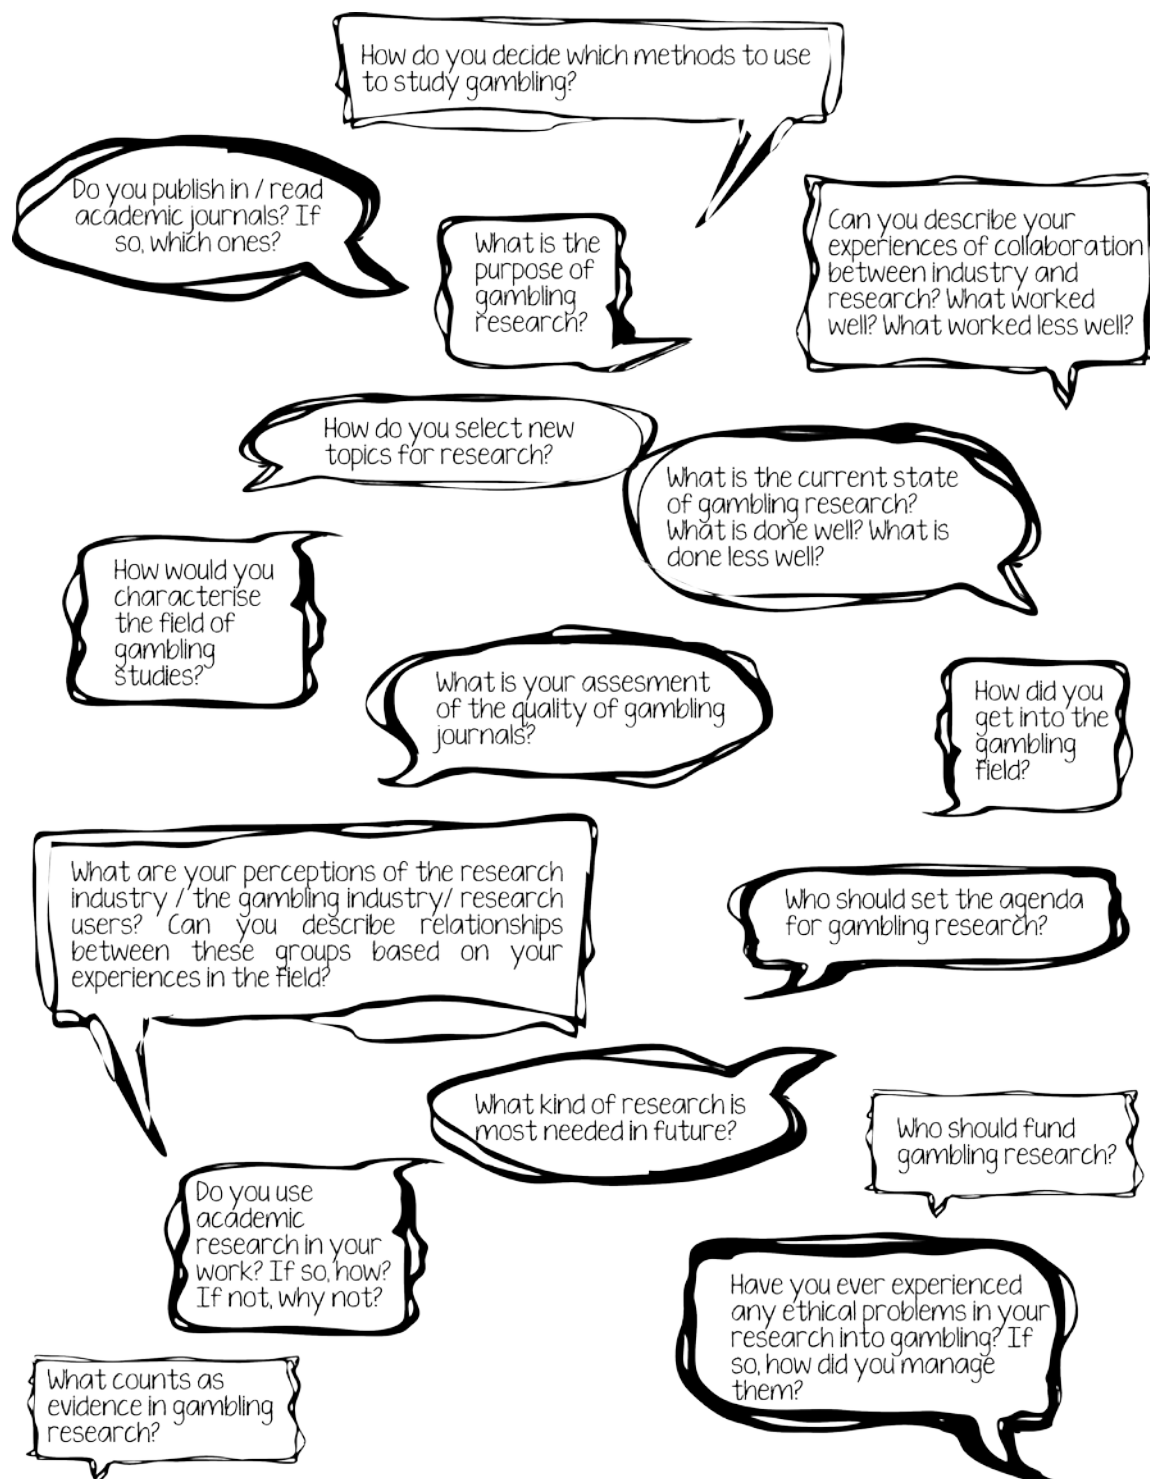 How do you decide which methods to use
to study gambling?
Do you publish in / read
academic journals? If
so, which ones?
What is the
purpose of
gambling
research?
Can you describe your
experiences of collaboration
between industry and
research? What worked
well? What worked less well?
How do you select new
topics for research?
What is the current state
of gambling research?
What is done well? What is
done less well?
How would you
characterise
the field of
gambling
studies?
What is your assesment
of the quality of gambling
journals?
How did you
get into the
gambling
field?
What are your perceptions of the research
industry / the gambling industry/ research
users? Can you describe relationships
between these groups based on your
experiences in the field?
Who should set the agenda
for gambling research?
What kind of research is
most needed in future?
Who should fund
gambling research?
Do you use
academic
research in your
work? If so, how?
If not, why not?
Have you ever experienced
any ethical problems in your
research into gambling? If
so, how did you manage
them?
What counts as
evidence in gambling
research?